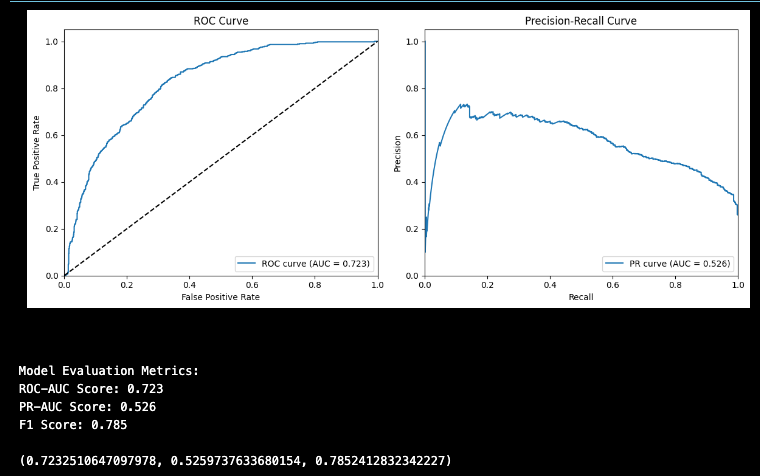 ROC Curve
1.0
0.8
0.6
0.4
0.2
0.0
True Positive Rate
ROC curve (AUC = 0.723)
0.0 0.2 0.4 0.6 0.8 1.0
False Positive Rate
Precision-Recall Curve
1.0
0.8
0.6
0.4
0.2
0.0
Precision
PR curve (AUC = 0.526)
0.0 0.2 0.4 0.6 0.8 1.0
Recall
Model Evaluation Metrics:
ROC-AUC Score: 0.723
PR-AUC Score: 0.526
F1 Score: 0.785
(0.7232510647097978, 0.5259737633680154, 0.7852412832342227)